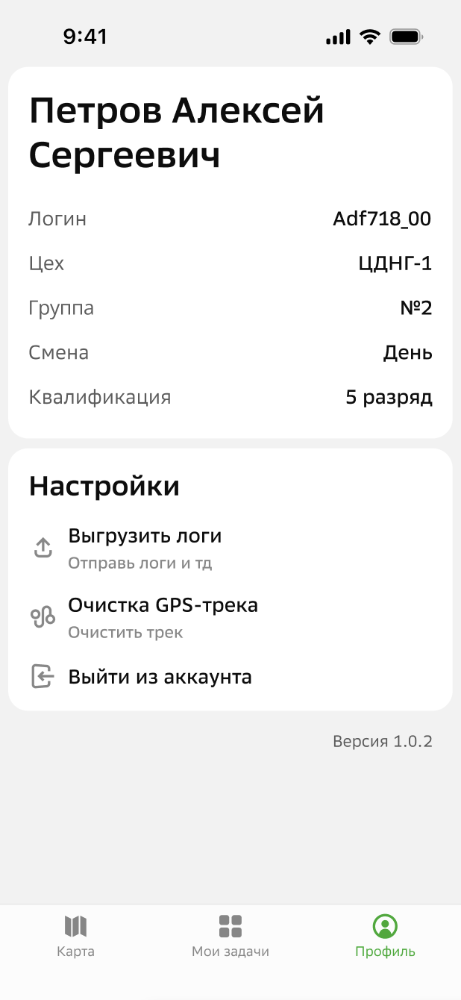 9:41
Петров Алексей
Сергеевич
Логин Adf718_00
Цех ЦДНГ-1
Группа №2
Смена День
Квалификация 5 разряд
Настройки
Выгрузить логи
Отправь логи и тд
Очистка GPS-трека
Очистить трек
Выйти из аккаунта
Версия 1.0.2
Карта Мои задачи Профиль